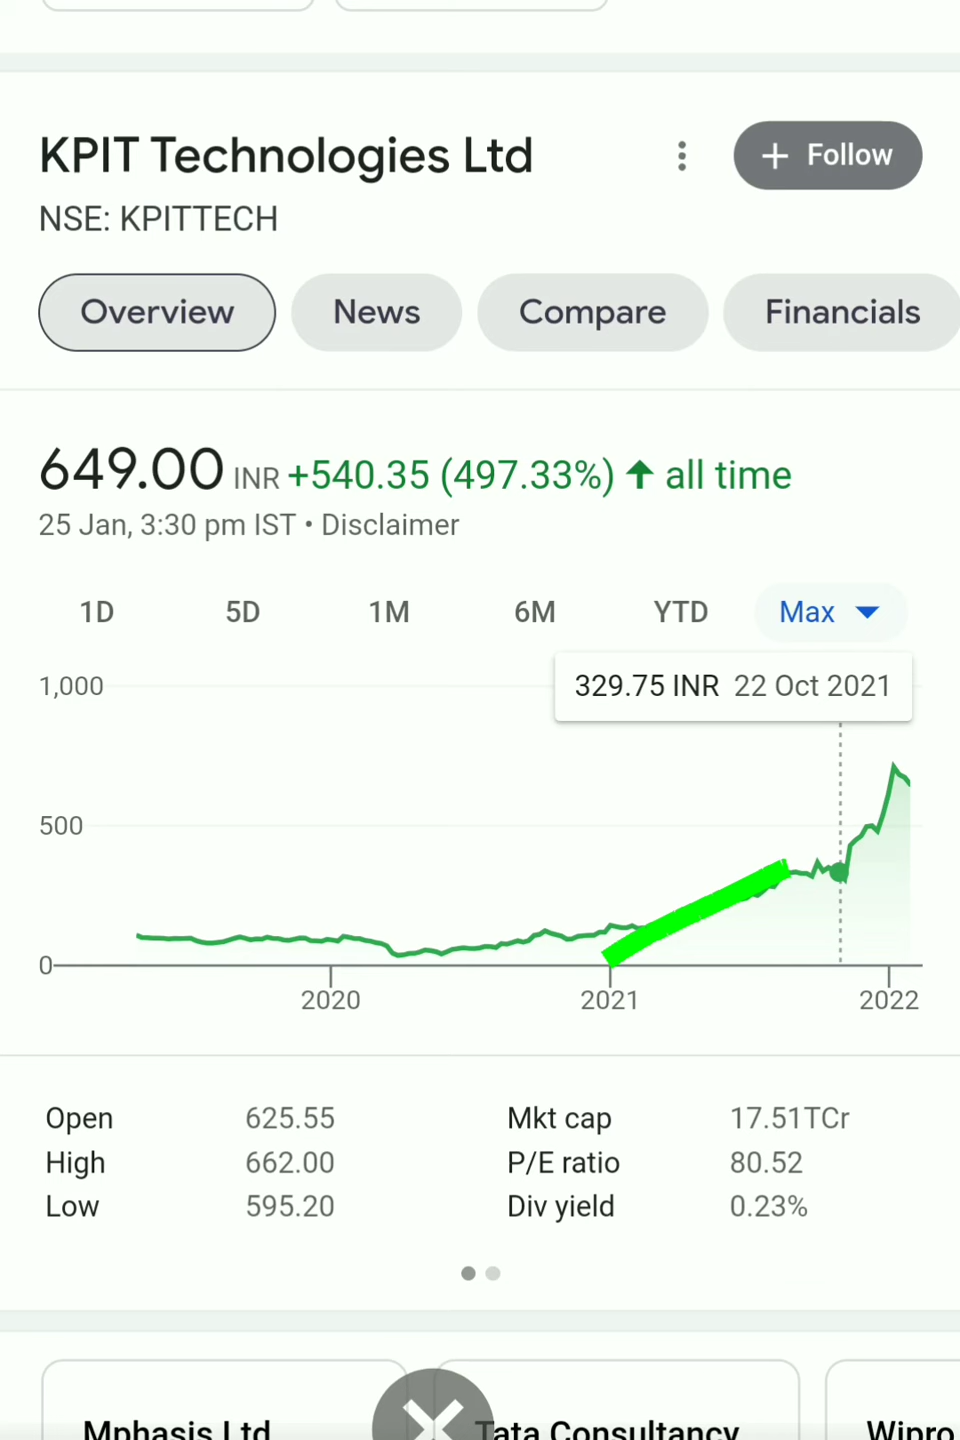 KPIT Technologies Ltd
+ Follow
NSE: KPITTECH
Overview News Compare Financials
649.00 INR +540.35 (497.33%) ↑ all time
25 Jan, 3:30 pm IST • Disclaimer
1D 5D 1M 6M YTD Max
1,000
329.75 INR 22 Oct 2021
500
0
2020 2021 2022
Open 625.55 Mkt cap 17.51TCr
High 662.00 P/E ratio 80.52
Low 595.20 Div yield 0.23%
Mphasis Ltd Tata Consultancy Wipro